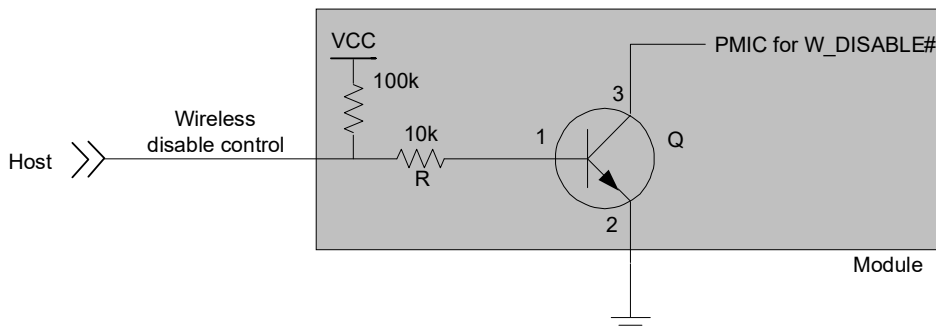 VCC
PMIC for W_DISABLE#
100k
3
Wireless
disable control
10k
1
Q
Host
R
2
Module